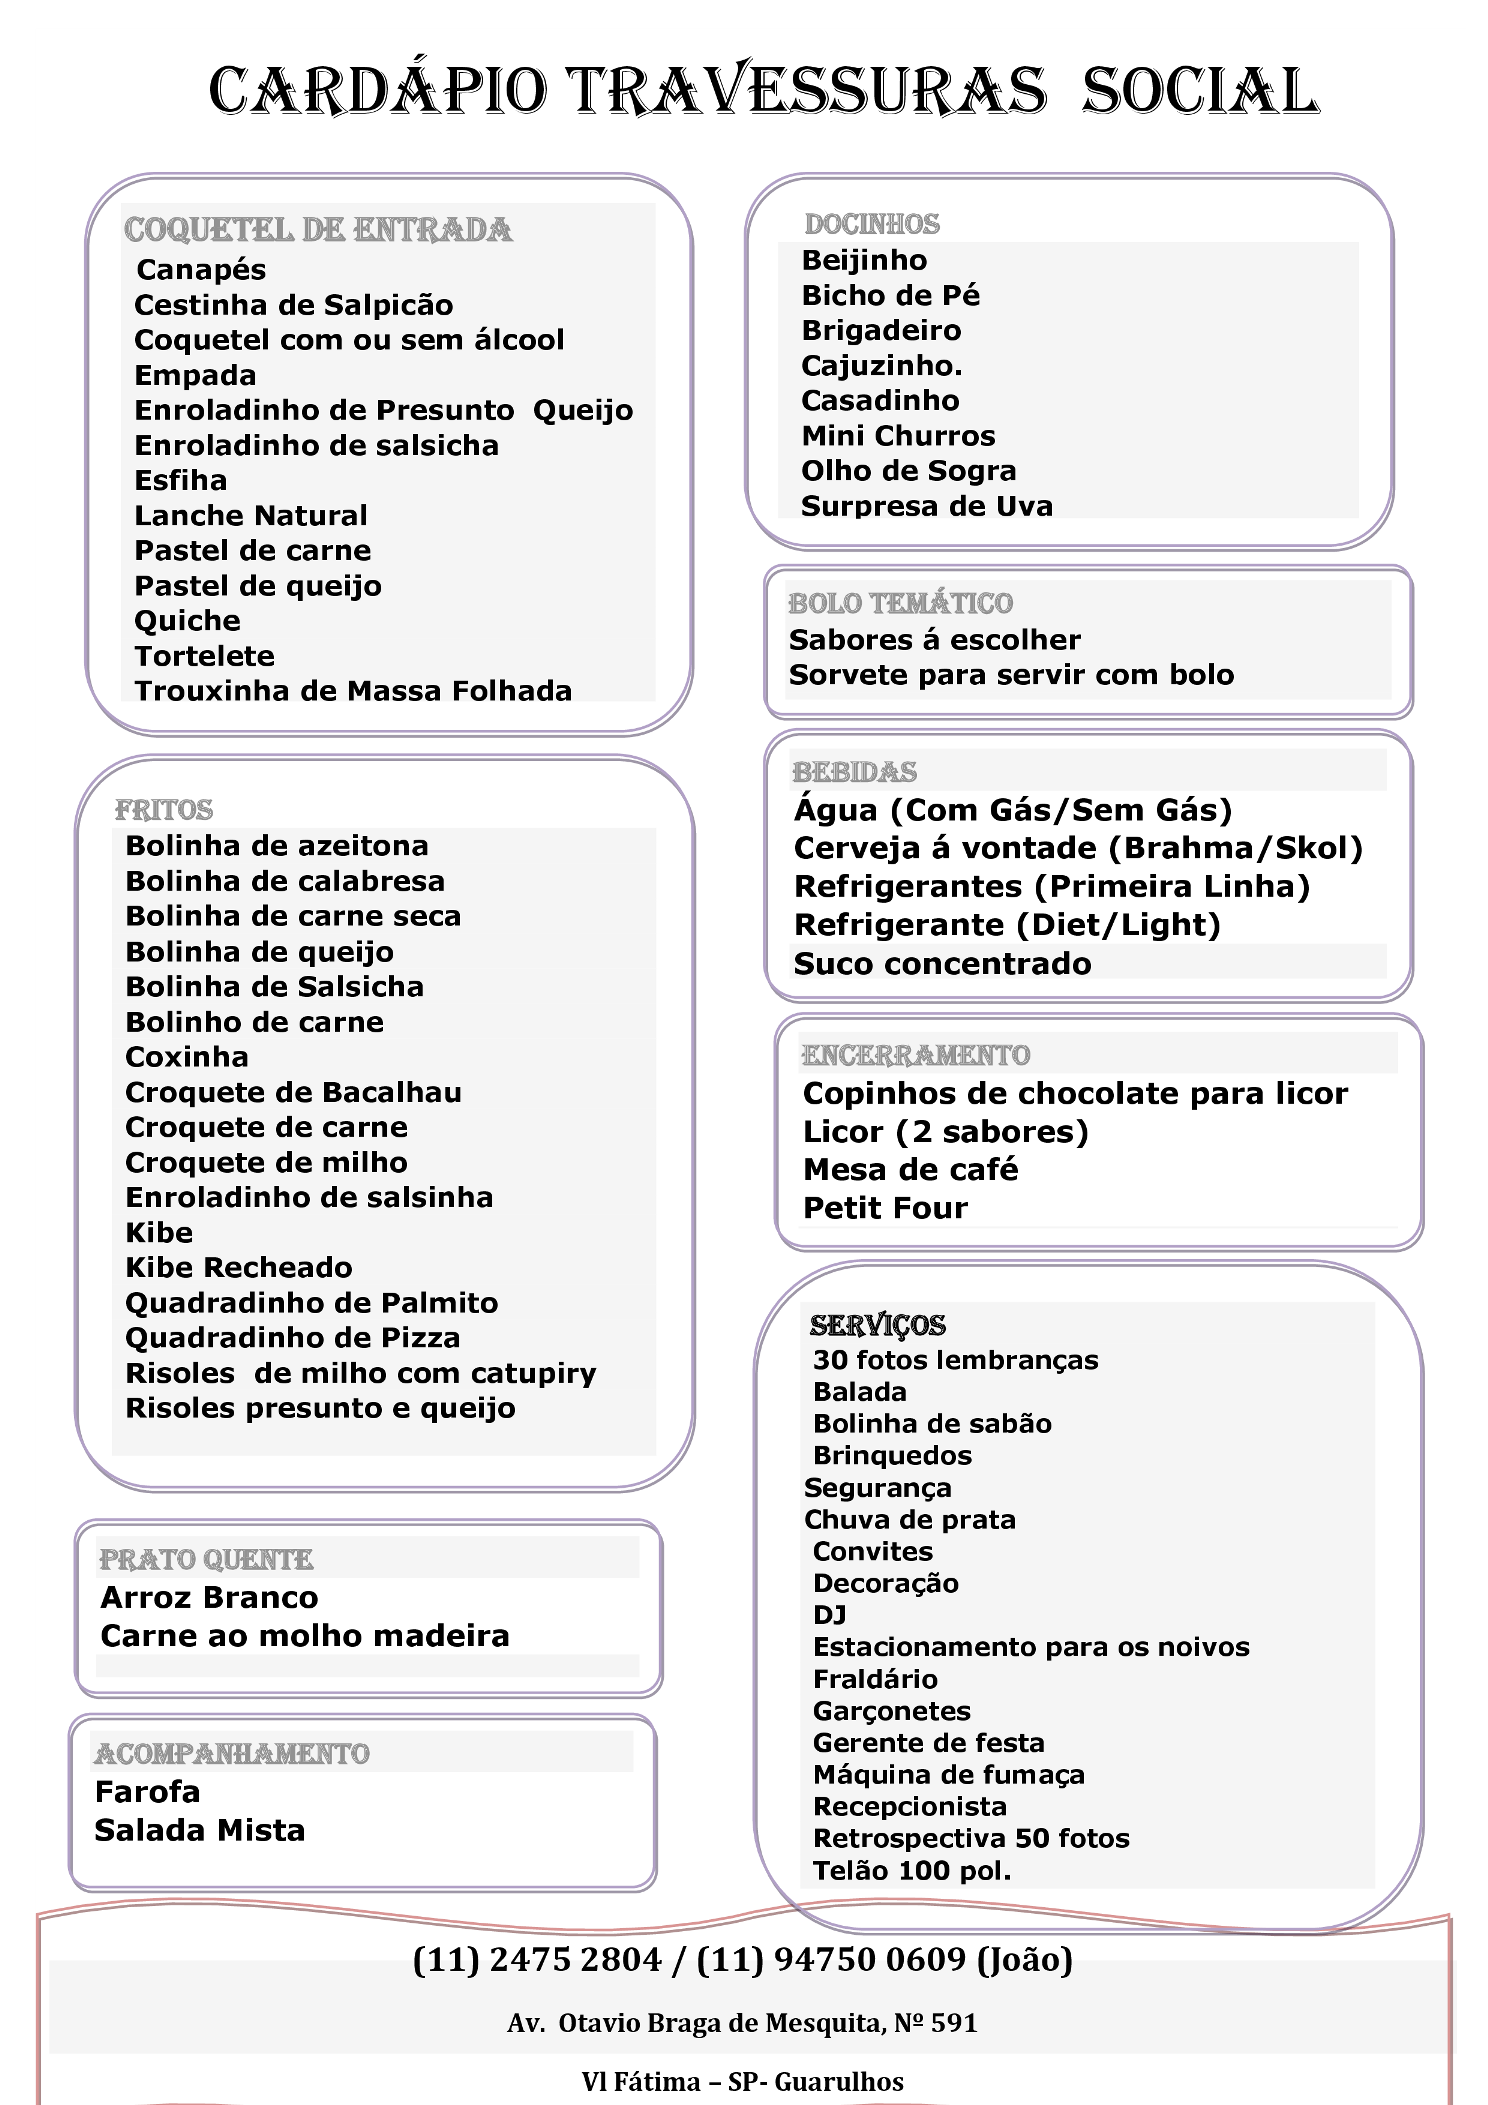 CARDÁPIO TRAVESSURAS SOCIAL
COQUETEL DE ENTRADA
Canapés
Cestinha de Salpicão
Coquetel com ou sem álcool
Empada
Enroladinho de Presunto Queijo
Enroladinho de salsicha
Esfiha
Lanche Natural
Pastel de carne
Pastel de queijo
Quiche
Tortelete
Trouxinha de Massa Folhada
FRITOS
Bolinha de azeitona
Bolinha de calabresa
Bolinha de carne seca
Bolinha de queijo
Bolinha de Salsicha
Bolinho de carne
Coxinha
Croquete de Bacalhau
Croquete de carne
Croquete de milho
Enroladinho de salsinha
Kibe
Kibe Recheado
Quadradinho de Palmito
Quadradinho de Pizza
Risoles de milho com catupiry
Risoles presunto e queijo
PRATO QUENTE
Arroz Branco
Carne ao molho madeira
ACOMPANHAMENTO
Farofa
Salada Mista
DOCINHOS
Beijinho
Bicho de Pé
Brigadeiro
Cajuzinho.
Casadinho
Mini Churros
Olho de Sogra
Surpresa de Uva
BOLO TEMÁTICO
Sabores á escolher
Sorvete para servir com bolo
BEBIDAS
Água (Com Gás/Sem Gás)
Cerveja á vontade (Brahma/Skol)
Refrigerantes (Primeira Linha)
Refrigerante (Diet/Light)
Suco concentrado
ENCERRAMENTO
Copinhos de chocolate para licor
Licor (2 sabores)
Mesa de café
Petit Four
SERVIÇOS
30 fotos lembranças
Balada
Bolinha de sabão
Brinquedos
Segurança
Chuva de prata
Convites
Decoração
DJ
Estacionamento para os noivos
Fraldário
Garçonetes
Gerente de festa
Máquina de fumaça
Recepcionista
Retrospectiva 50 fotos
Telão 100 pol.
(11) 2475 2804 / (11) 94750 0609 (João)
Av. Otavio Braga de Mesquita, Nº 591
Vl Fátima – SP- Guarulhos